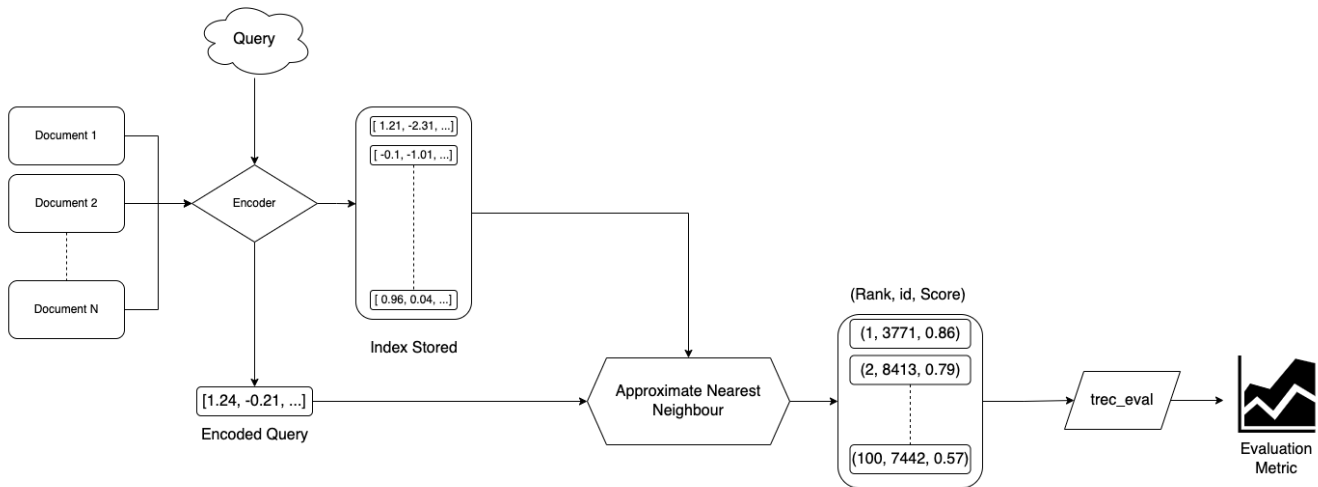 Query
Document 1
Document 2
Document N
Encoder
[ 1.21, -2.31, ...]
[ -0.1, -1.01, ...]
[ 0.96, 0.04, ...]
Index Stored
[1.24, -0.21, ...]
Encoded Query
Approximate Nearest
Neighbour
(Rank, id, Score)
(1, 3771, 0.86)
(2, 8413, 0.79)
(100, 7442, 0.57)
trec_eval
Evaluation
Metric